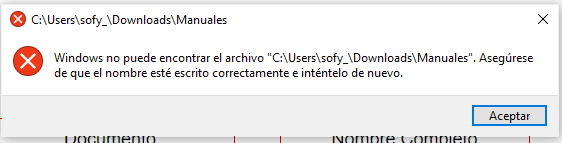 C:\Users\sofy_\Downloads\Manuales
Windows no puede encontrar el archivo "C:\Users\sofy_\Downloads\Manuales". Asegúrese
de que el nombre esté escrito correctamente e inténtelo de nuevo.
Aceptar
Documento
Nombre Completo